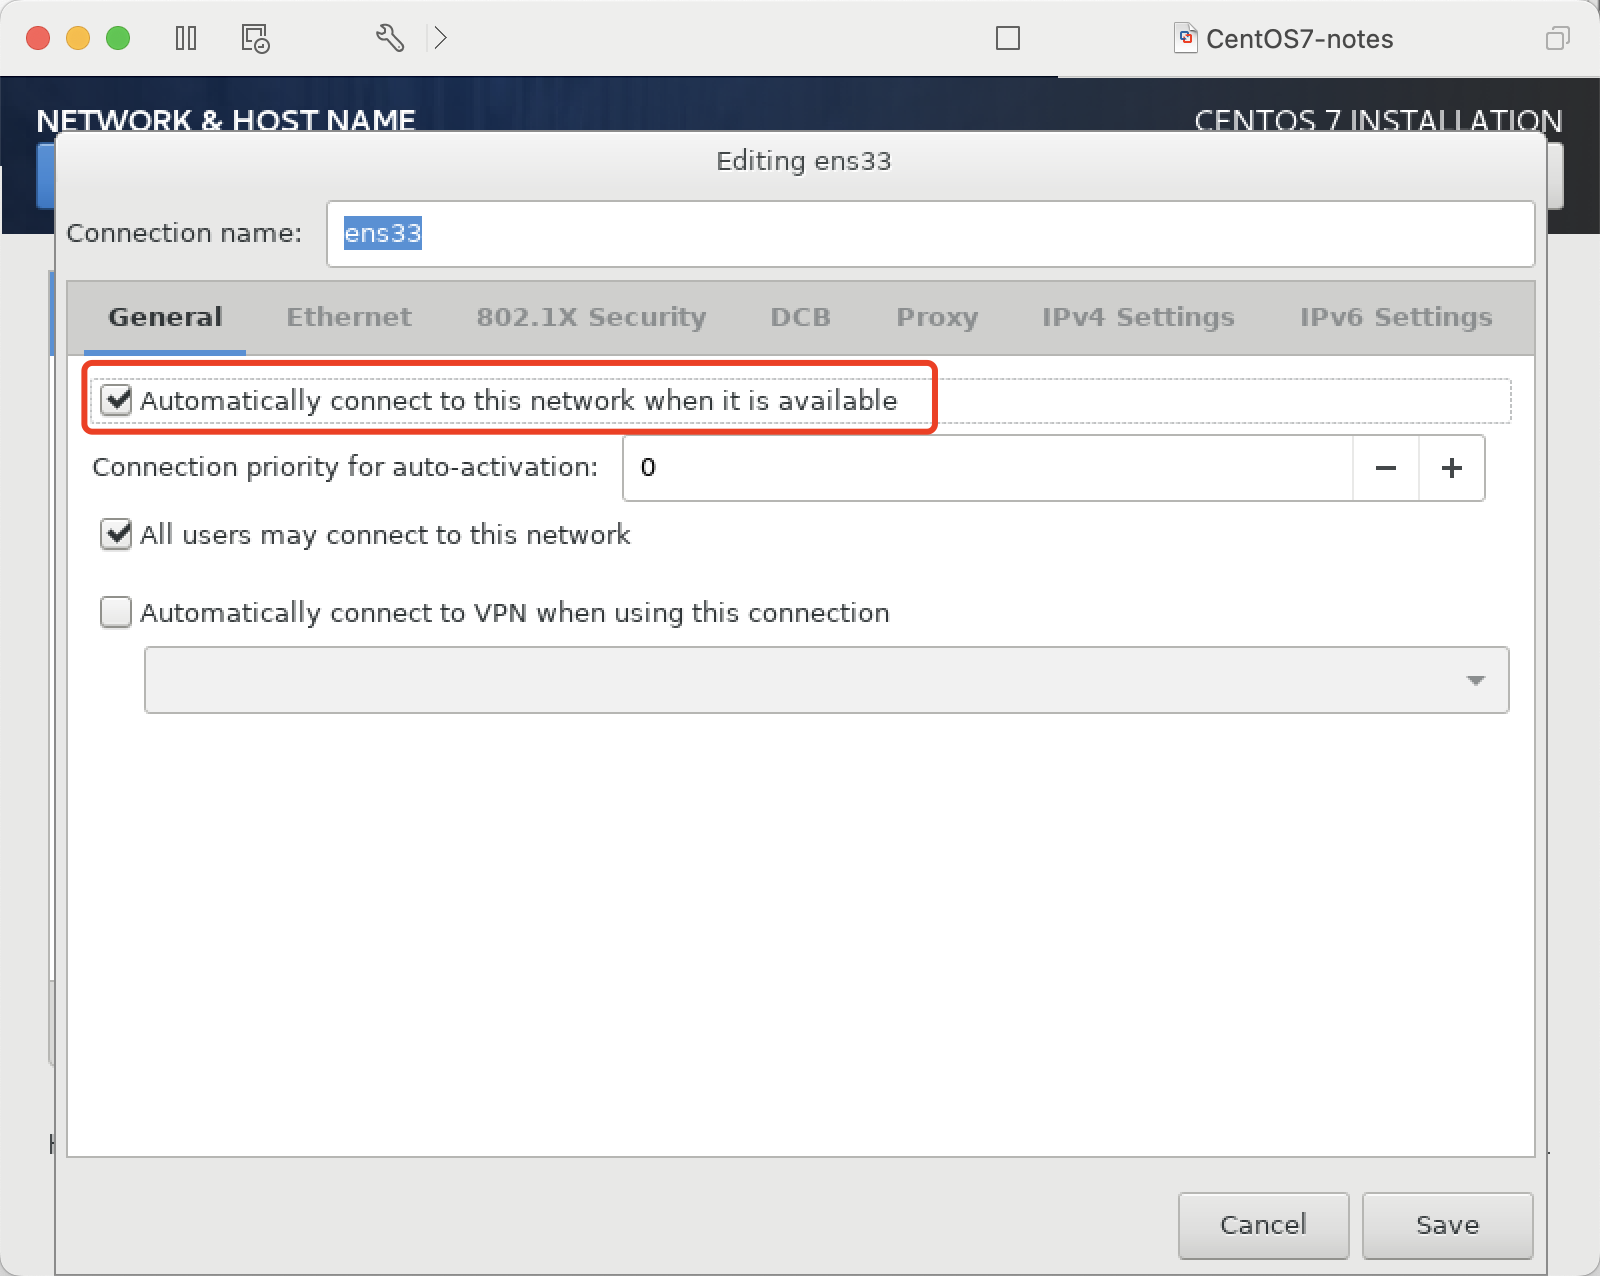 CentOS7-notes
NETWORK & HOST NAME
CENTOS 7 INSTALLATION
Editing ens33
Connection name: ens33
General Ethernet 802.1X Security DCB Proxy IPv4 Settings IPv6 Settings
Automatically connect to this network when it is available
Connection priority for auto-activation: 0
All users may connect to this network
Automatically connect to VPN when using this connection
Cancel Save